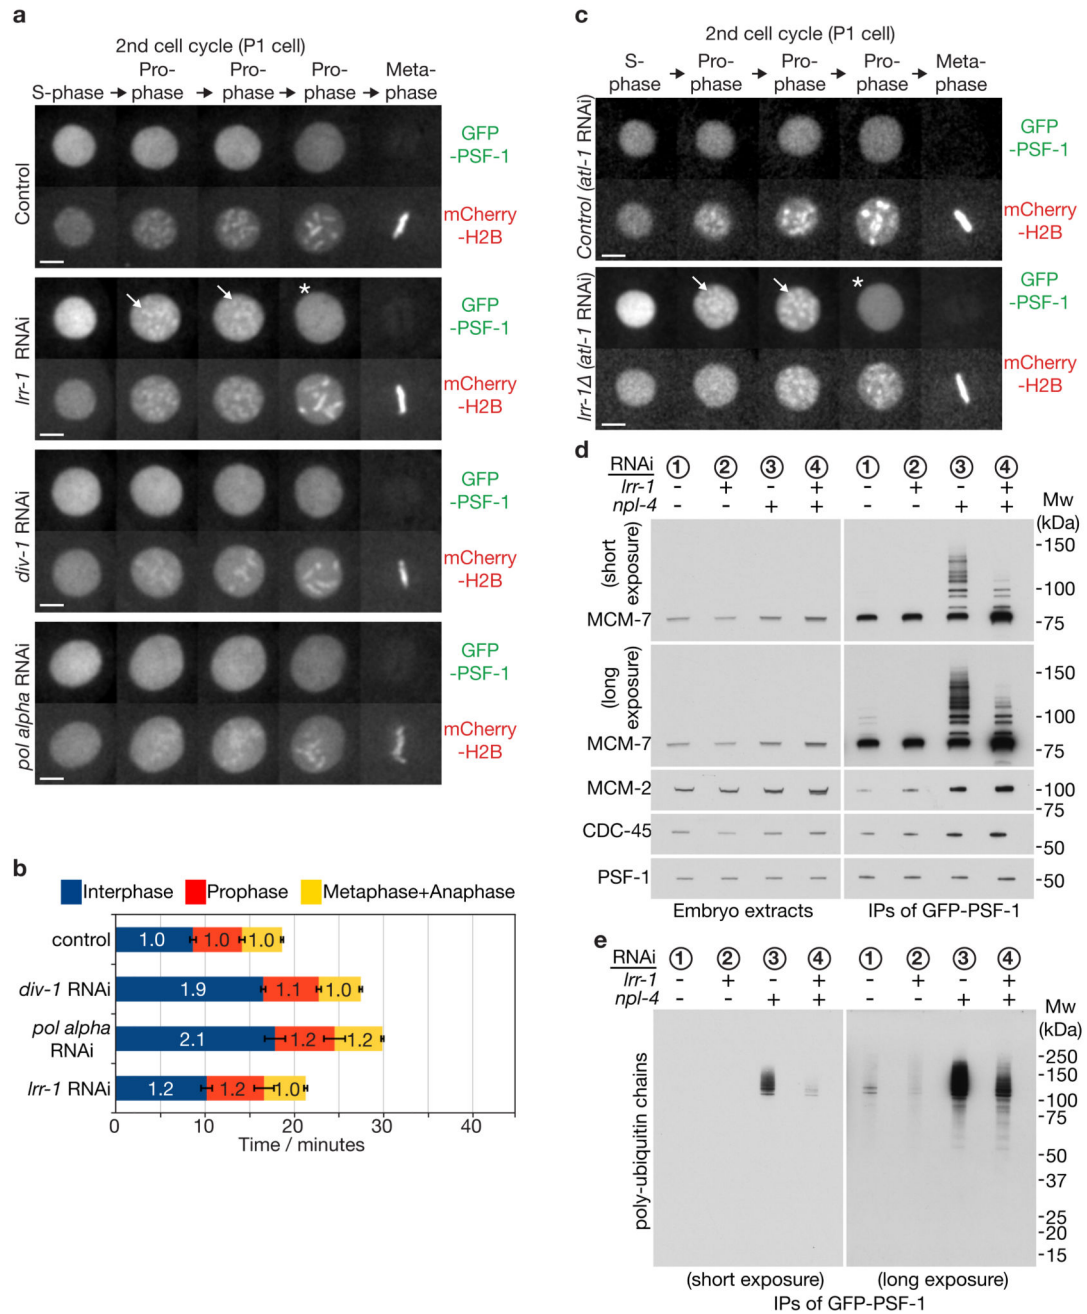 a
2nd cell cycle (P1 cell)
S-phase → Pro-phase → Pro-phase → Pro-phase → Meta-phase
Control
GFP
-PSF-1
mCherry
-H2B
lrr-1 RNAi
*
GFP
-PSF-1
mCherry
-H2B
div-1 RNAi
GFP
-PSF-1
mCherry
-H2B
pol alpha RNAi
GFP
-PSF-1
mCherry
-H2B
b
Interphase Prophase Metaphase+Anaphase
control 1.0 1.0 1.0
div-1 RNAi 1.9 1.1 1.0
pol alpha
RNAi 2.1 1.2 1.2
lrr-1 RNAi 1.2 1.2 1.0
0 10 20 30 40
Time / minutes
c
2nd cell cycle (P1 cell)
S-phase → Pro-phase → Pro-phase → Pro-phase → Meta-phase
Control (atl-1 RNAi)
GFP
-PSF-1
mCherry
-H2B
lrr-1Δ (atl-1 RNAi)
*
GFP
-PSF-1
mCherry
-H2B
d
RNAi 1 2 3 4 1 2 3 4
lrr-1 - + - + - + - +
npl-4 - - + + - - + +
Mw
(kDa)
(short
exposure)
MCM-7
-150
-100
-75
(long
exposure)
MCM-7
-150
-100
-75
MCM-2
-100
-75
CDC-45
-50
PSF-1
-50
Embryo extracts IPs of GFP-PSF-1
e
RNAi 1 2 3 4 1 2 3 4
lrr-1 - + - + - + - +
npl-4 - - + + - - + +
Mw
(kDa)
poly-ubiquitin chains
-250
-150
-100
-75
-50
-37
-25
-20
-15
(short exposure) (long exposure)
IPs of GFP-PSF-1